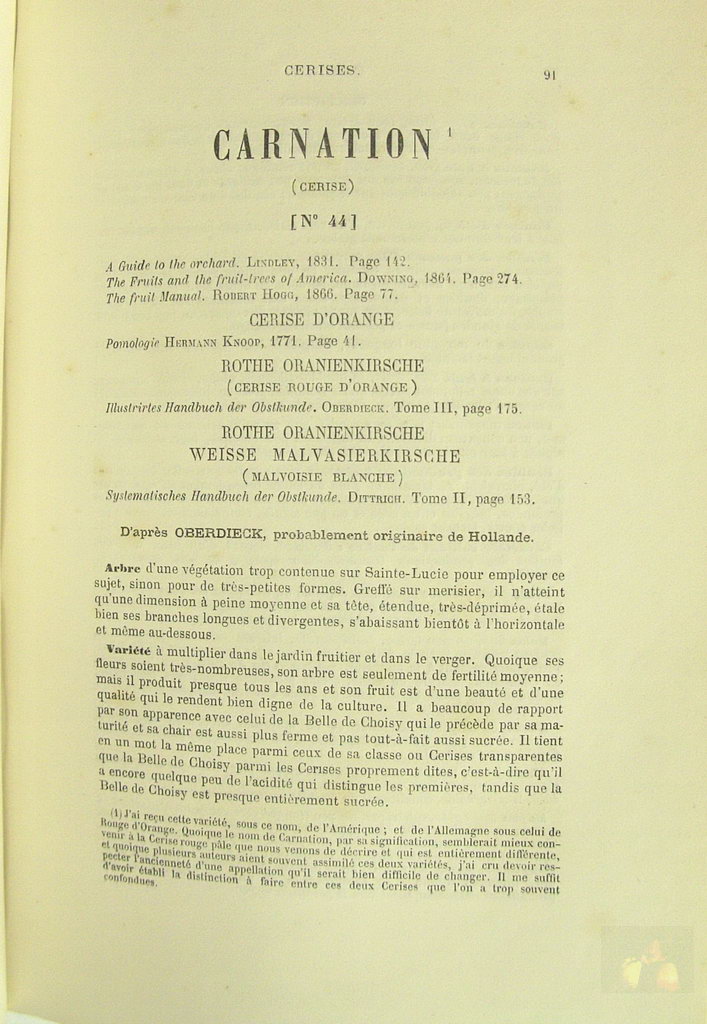 CERISES.
91
CARNATION 1
(CERISE)
[N° 44]
A Guide to the orchard. LINDLEY, 1831. Page 142.
The Fruits and the fruit-trees of America. DOWNING, 1864. Page 274.
The fruit Manual. ROBERT HOGG, 1866. Page 77.
CERISE D'ORANGE
Pomologie HERMANN KNOOP, 1771. Page 41.
ROTHE ORANIENKIRSCHE
(CERISE ROUGE D'ORANGE)
Illustrirtes Handbuch der Obstkunde. OBERDIECK. Tome III, page 175.
ROTHE ORANIENKIRSCHE
WEISSE MALVASIERKIRSCHE
(MALVOISIE BLANCHE)
Systematisches Handbuch der Obstkunde. DITTRICH. Tome II, page 153.
D'après OBERDIECK, probablement originaire de Hollande.
Arbre d'une végétation trop contenue sur Sainte-Lucie pour employer ce
sujet, sinon pour de très-petites formes. Greffé sur merisier, il n'atteint
qu'une dimension à peine moyenne et sa tête, étendue, très-déprimée, étale
bien ses branches longues et divergentes, s'abaissant bientôt à l'horizontale
et même au-dessous.
Variété à multiplier dans le jardin fruitier et dans le verger. Quoique ses
fleurs soient très-nombreuses, son arbre est seulement de fertilité moyenne;
mais il produit presque tous les ans et son fruit est d'une beauté et d'une
qualité qui le rendent bien digne de la culture. Il a beaucoup de rapport
par son apparence avec celui de la Belle de Choisy qui le précède par sa ma-
turité et sa chair est aussi plus ferme et pas tout-à-fait aussi sucrée. Il tient
en un mot la même place parmi ceux de sa classe ou Cerises transparentes
que la Belle de Choisy parmi les Cerises proprement dites, c'est-à-dire qu'il
a encore quelque peu de l'acidité qui distingue les premières, tandis que la
Belle de Choisy est presque entièrement sucrée.
(1) J'ai reçu cette variété, sous ce nom, de l'Amérique; et de l'Allemagne sous celui de
Rouge d'Orange. Quoique le nom de Carnation, par sa signification, semblerait mieux con-
venir à la Cerise rouge pâle que nous venons de décrire et qui est entièrement différente,
et quoique plusieurs auteurs aient souvent assimilé ces deux variétés, j'ai cru devoir res-
pecter l'ancienneté d'une appellation qu'il serait bien difficile de changer. Il me suffit
d'avoir établi la distinction à faire entre ces deux Cerises que l'on a trop souvent
confondues.